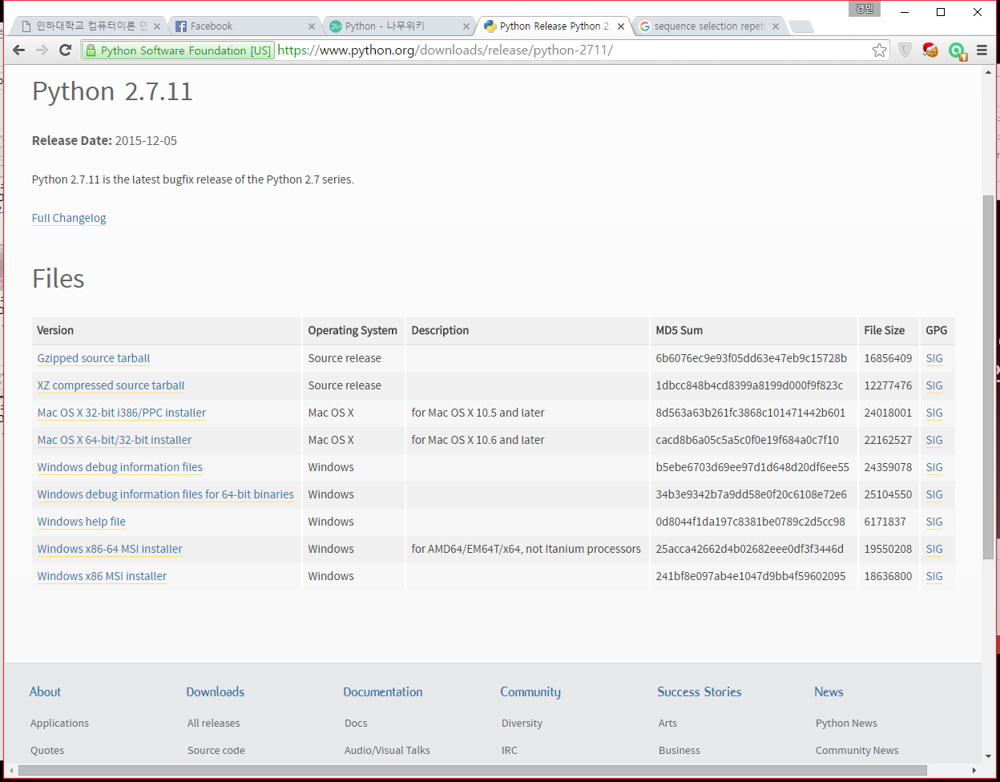 경민
인하대학교 컴퓨터이론 연
Facebook
Python - 나무위키
Python Release Python 2.
sequence selection repeti
Python Software Foundation [US] https://www.python.org/downloads/release/python-2711/
Python 2.7.11
Release Date: 2015-12-05
Python 2.7.11 is the latest bugfix release of the Python 2.7 series.
Full Changelog
Files
Version Operating System Description MD5 Sum File Size GPG
Gzipped source tarball Source release 6b6076ec9e93f05dd63e47eb9c15728b 16856409 SIG
XZ compressed source tarball Source release 1dbcc848b4cd8399a8199d000f9f823c 12277476 SIG
Mac OS X 32-bit i386/PPC installer Mac OS X for Mac OS X 10.5 and later 8d563a63b261fc3868c101471442b601 24018001 SIG
Mac OS X 64-bit/32-bit installer Mac OS X for Mac OS X 10.6 and later cacd8b6a05c5a5c0f0e19f684a0c7f10 22162527 SIG
Windows debug information files Windows b5ebe6703d69ee97d1d648d20df6ee55 24359078 SIG
Windows debug information files for 64-bit binaries Windows 34b3e9342b7a9dd58e0f20c6108e72e6 25104550 SIG
Windows help file Windows 0d8044f1da197c8381be0789c2d5cc98 6171837 SIG
Windows x86-64 MSI installer Windows for AMD64/EM64T/x64, not Itanium processors 25acca42662d4b02682eee0df3f3446d 19550208 SIG
Windows x86 MSI installer Windows 241bf8e097ab4e1047d9bb4f59602095 18636800 SIG
About Downloads Documentation Community Success Stories News
Applications All releases Docs Diversity Arts Python News
Quotes Source code Audio/Visual Talks IRC Business Community News